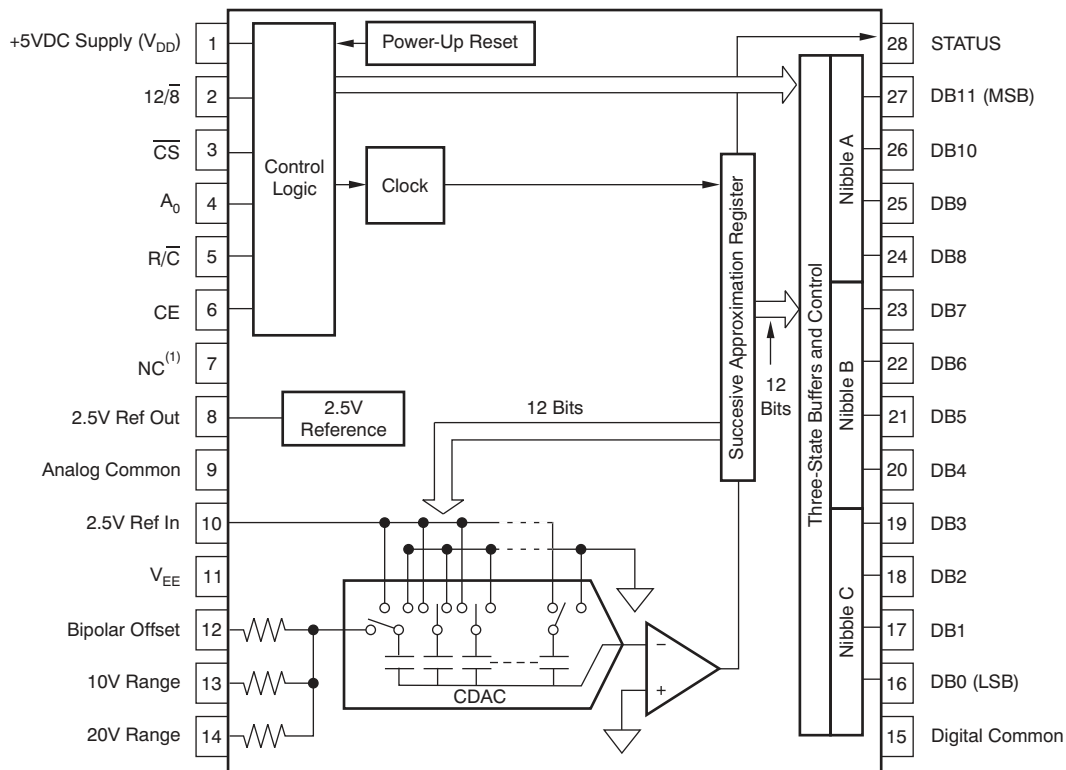 +5VDC Supply (V_DD)
1
Power-Up Reset
28
STATUS
12/8̅
2
27
DB11 (MSB)
C̅S̅
3
Control
Logic
Clock
26
DB10
A₀
4
25
DB9
R/C̅
5
24
DB8
CE
6
23
DB7
NC⁽¹⁾
7
22
DB6
2.5V Ref Out
8
2.5V
Reference
12 Bits
12
Bits
21
DB5
Analog Common
9
20
DB4
2.5V Ref In
10
19
DB3
V_EE
11
18
DB2
Bipolar Offset
12
17
DB1
10V Range
13
16
DB0 (LSB)
20V Range
14
15
Digital Common
CDAC
−
+
Succesive Approximation Register
Three-State Buffers and Control
Nibble A
Nibble B
Nibble C